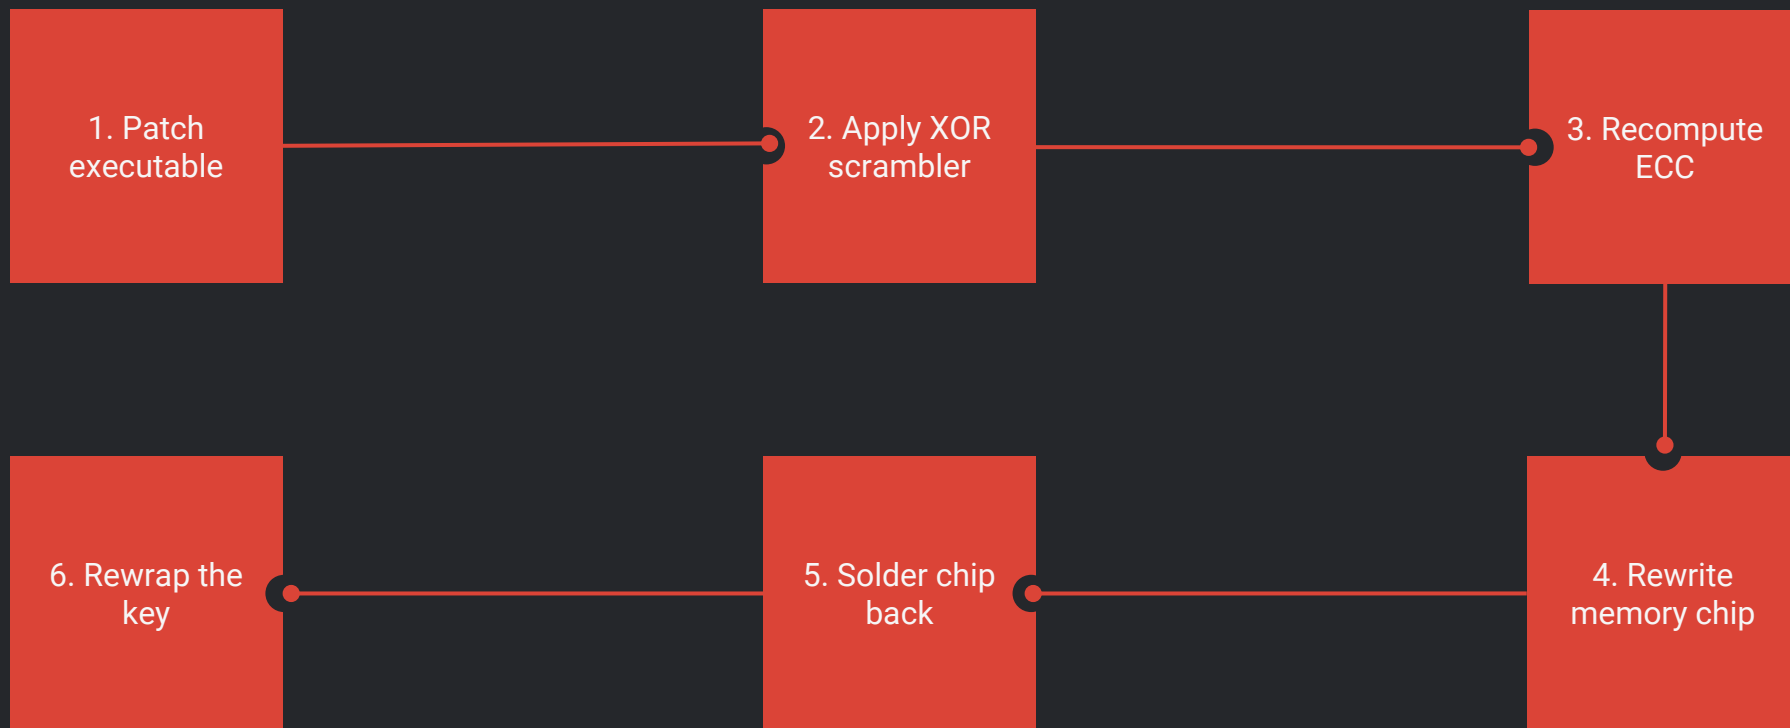 1. Patch
executable
2. Apply XOR
scrambler
3. Recompute
ECC
4. Rewrite
memory chip
5. Solder chip
back
6. Rewrap the
key